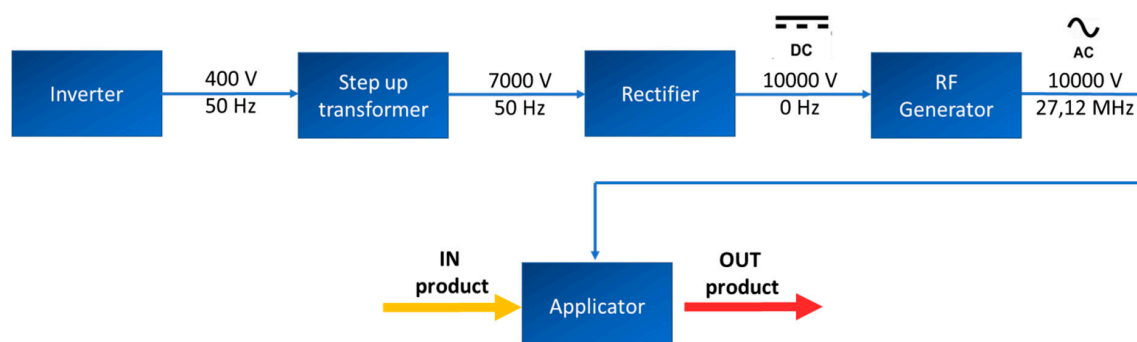 Inverter
400 V
50 Hz
Step up
transformer
7000 V
50 Hz
Rectifier
DC
10000 V
0 Hz
RF
Generator
AC
10000 V
27,12 MHz
IN
product
Applicator
OUT
product